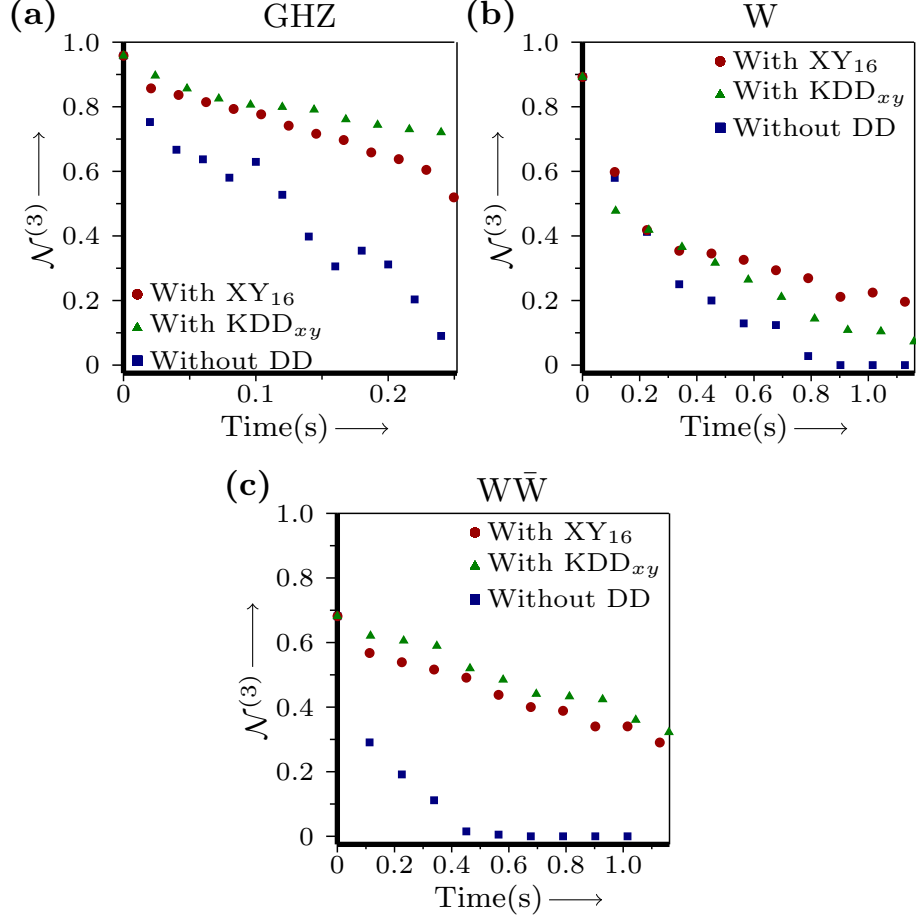 (a) GHZ
1.0
0.8
0.6
0.4
0.2
0
𝒩⁽³⁾ ⟶
With XY₁₆
With KDDₓᵧ
Without DD
0 0.1 0.2
Time(s) ⟶
(b) W
1.0
0.8
0.6
0.4
0.2
0
𝒩⁽³⁾ ⟶
With XY₁₆
With KDDₓᵧ
Without DD
0 0.2 0.4 0.6 0.8 1.0
Time(s) ⟶
(c) WW̄
1.0
0.8
0.6
0.4
0.2
0
𝒩⁽³⁾ ⟶
With XY₁₆
With KDDₓᵧ
Without DD
0 0.2 0.4 0.6 0.8 1.0
Time(s) ⟶